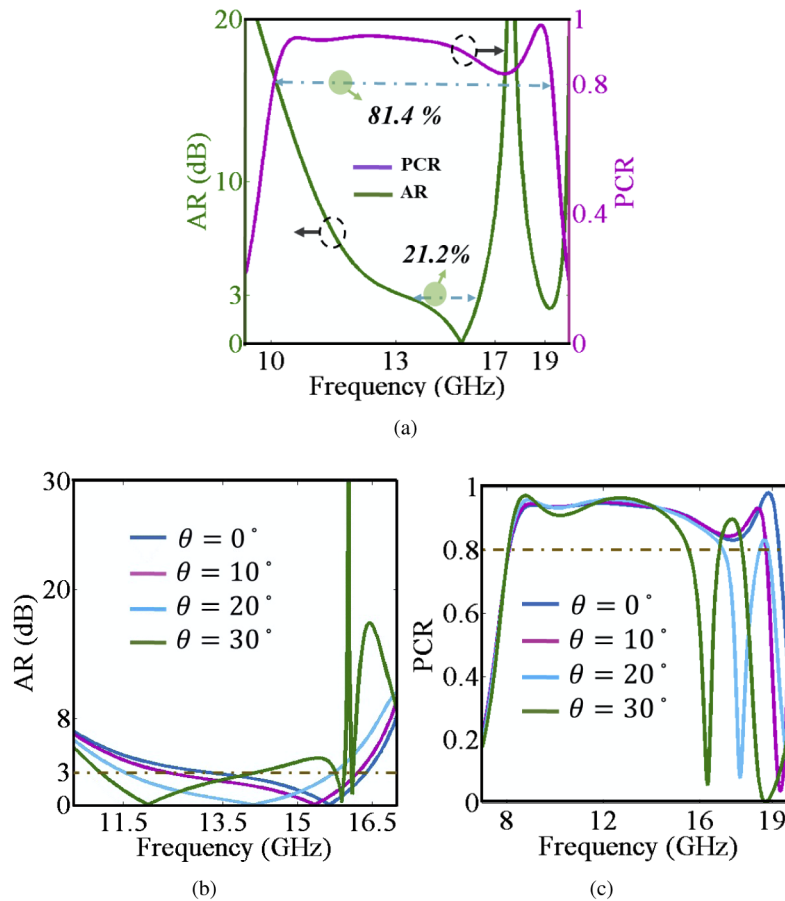 20
10
3
0
AR (dB)
81.4 %
PCR
AR
21.2%
1
0.8
0.4
0
PCR
10
13
17
19
Frequency (GHz)
(a)
30
20
8
3
0
AR (dB)
θ = 0°
θ = 10°
θ = 20°
θ = 30°
11.5
13.5
15
16.5
Frequency (GHz)
(b)
1
0.8
0.6
0.4
0.2
0
PCR
θ = 0°
θ = 10°
θ = 20°
θ = 30°
8
12
16
19
Frequency (GHz)
(c)